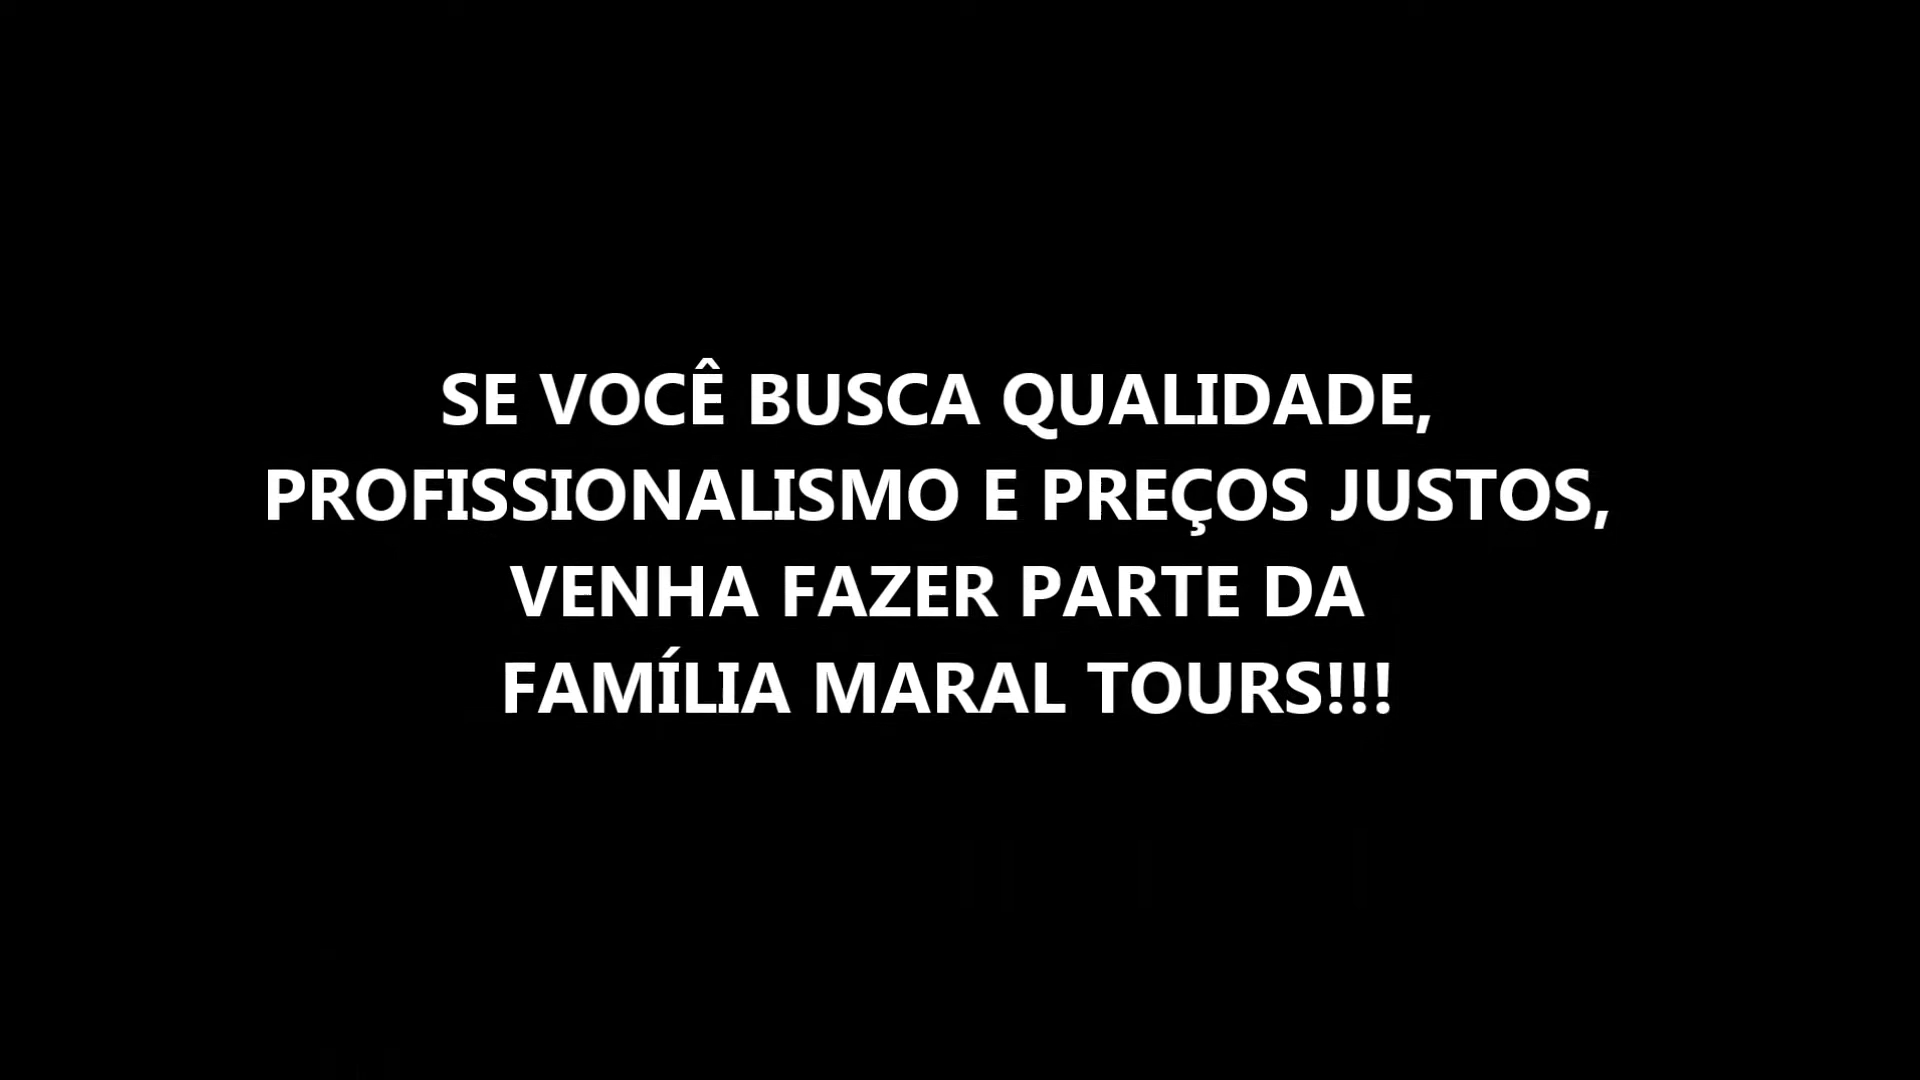 SE VOCÊ BUSCA QUALIDADE,
PROFISSIONALISMO E PREÇOS JUSTOS,
VENHA FAZER PARTE DA
FAMÍLIA MARAL TOURS!!!